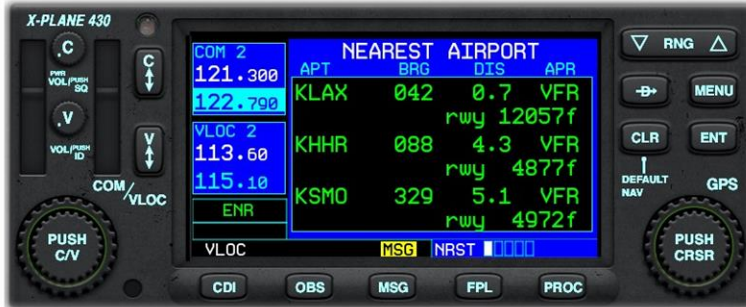 X-PLANE 430
.C
PWR
VOL/PUSH
SQ
C
.V
VOL/PUSH
ID
V
COM/VLOC
PUSH
C/V
COM 2
121.300
122.790
VLOC 2
113.60
115.10
ENR
NEAREST AIRPORT
APT BRG DIS APR
KLAX 042 0.7 VFR
rwy 12057f
KHHR 088 4.3 VFR
rwy 4877f
KSMO 329 5.1 VFR
rwy 4972f
VLOC MSG NRST
RNG
D
MENU
CLR
ENT
DEFAULT
NAV
GPS
PUSH
CRSR
CDI
OBS
MSG
FPL
PROC